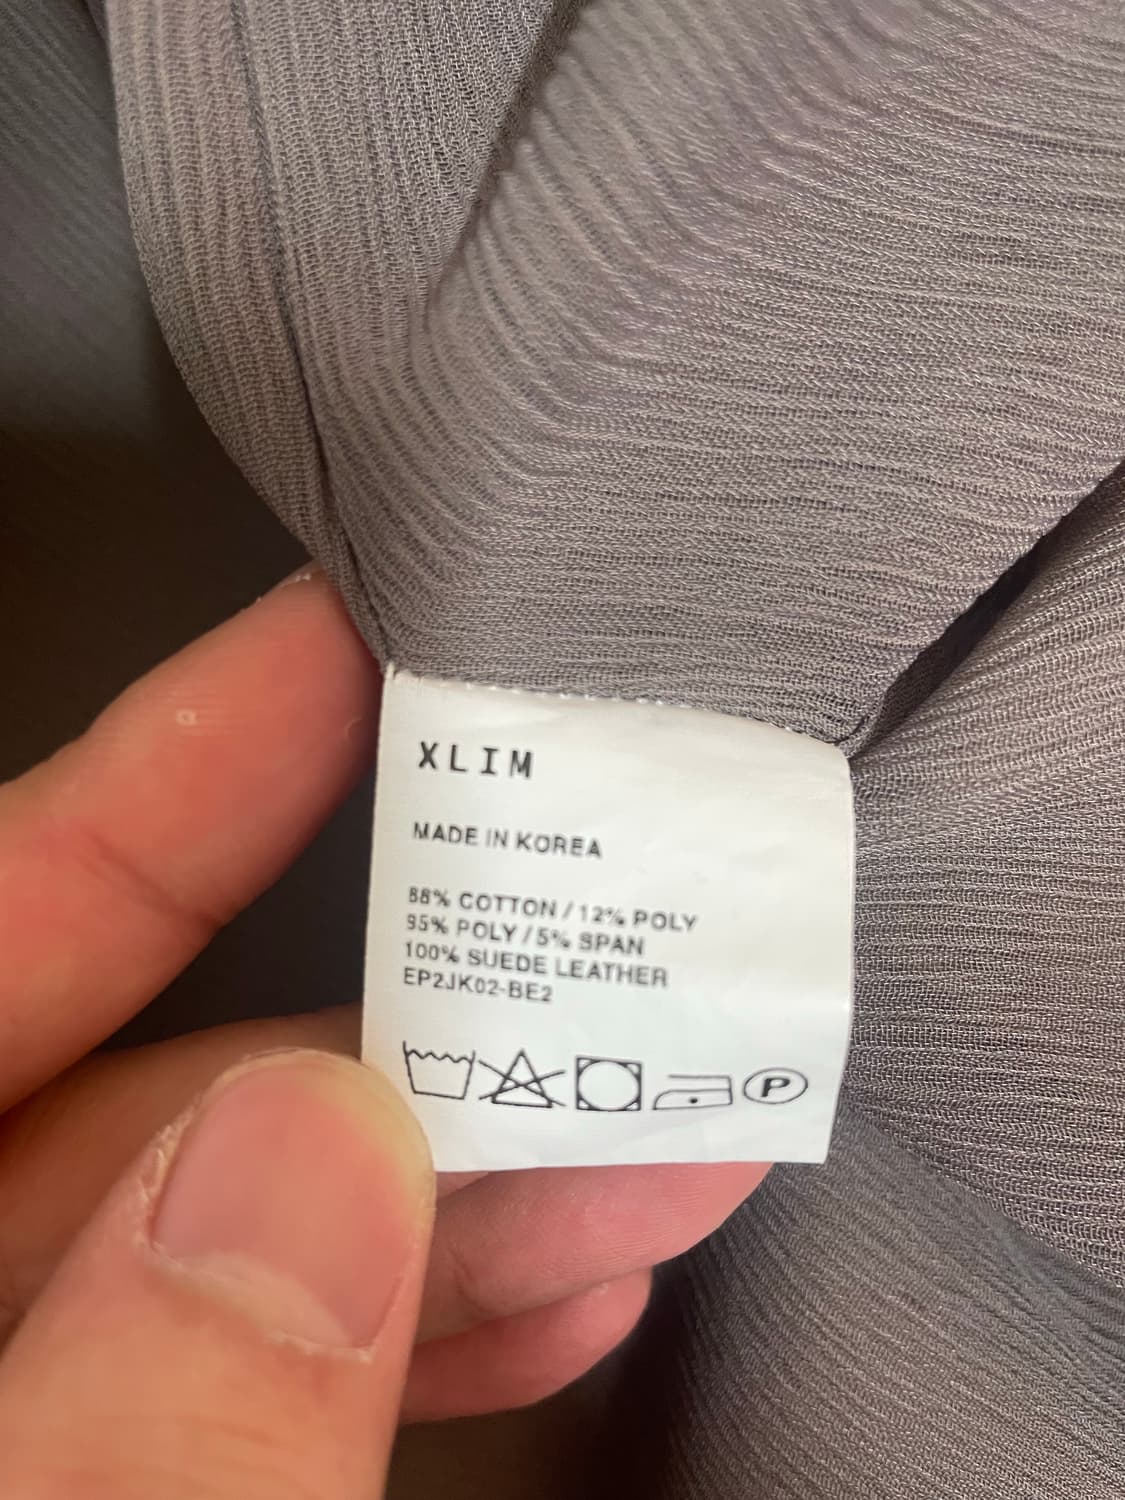 XLIM
MADE IN KOREA
88% COTTON / 12% POLY
95% POLY / 5% SPAN
100% SUEDE LEATHER
EP2JK02-BE2
P